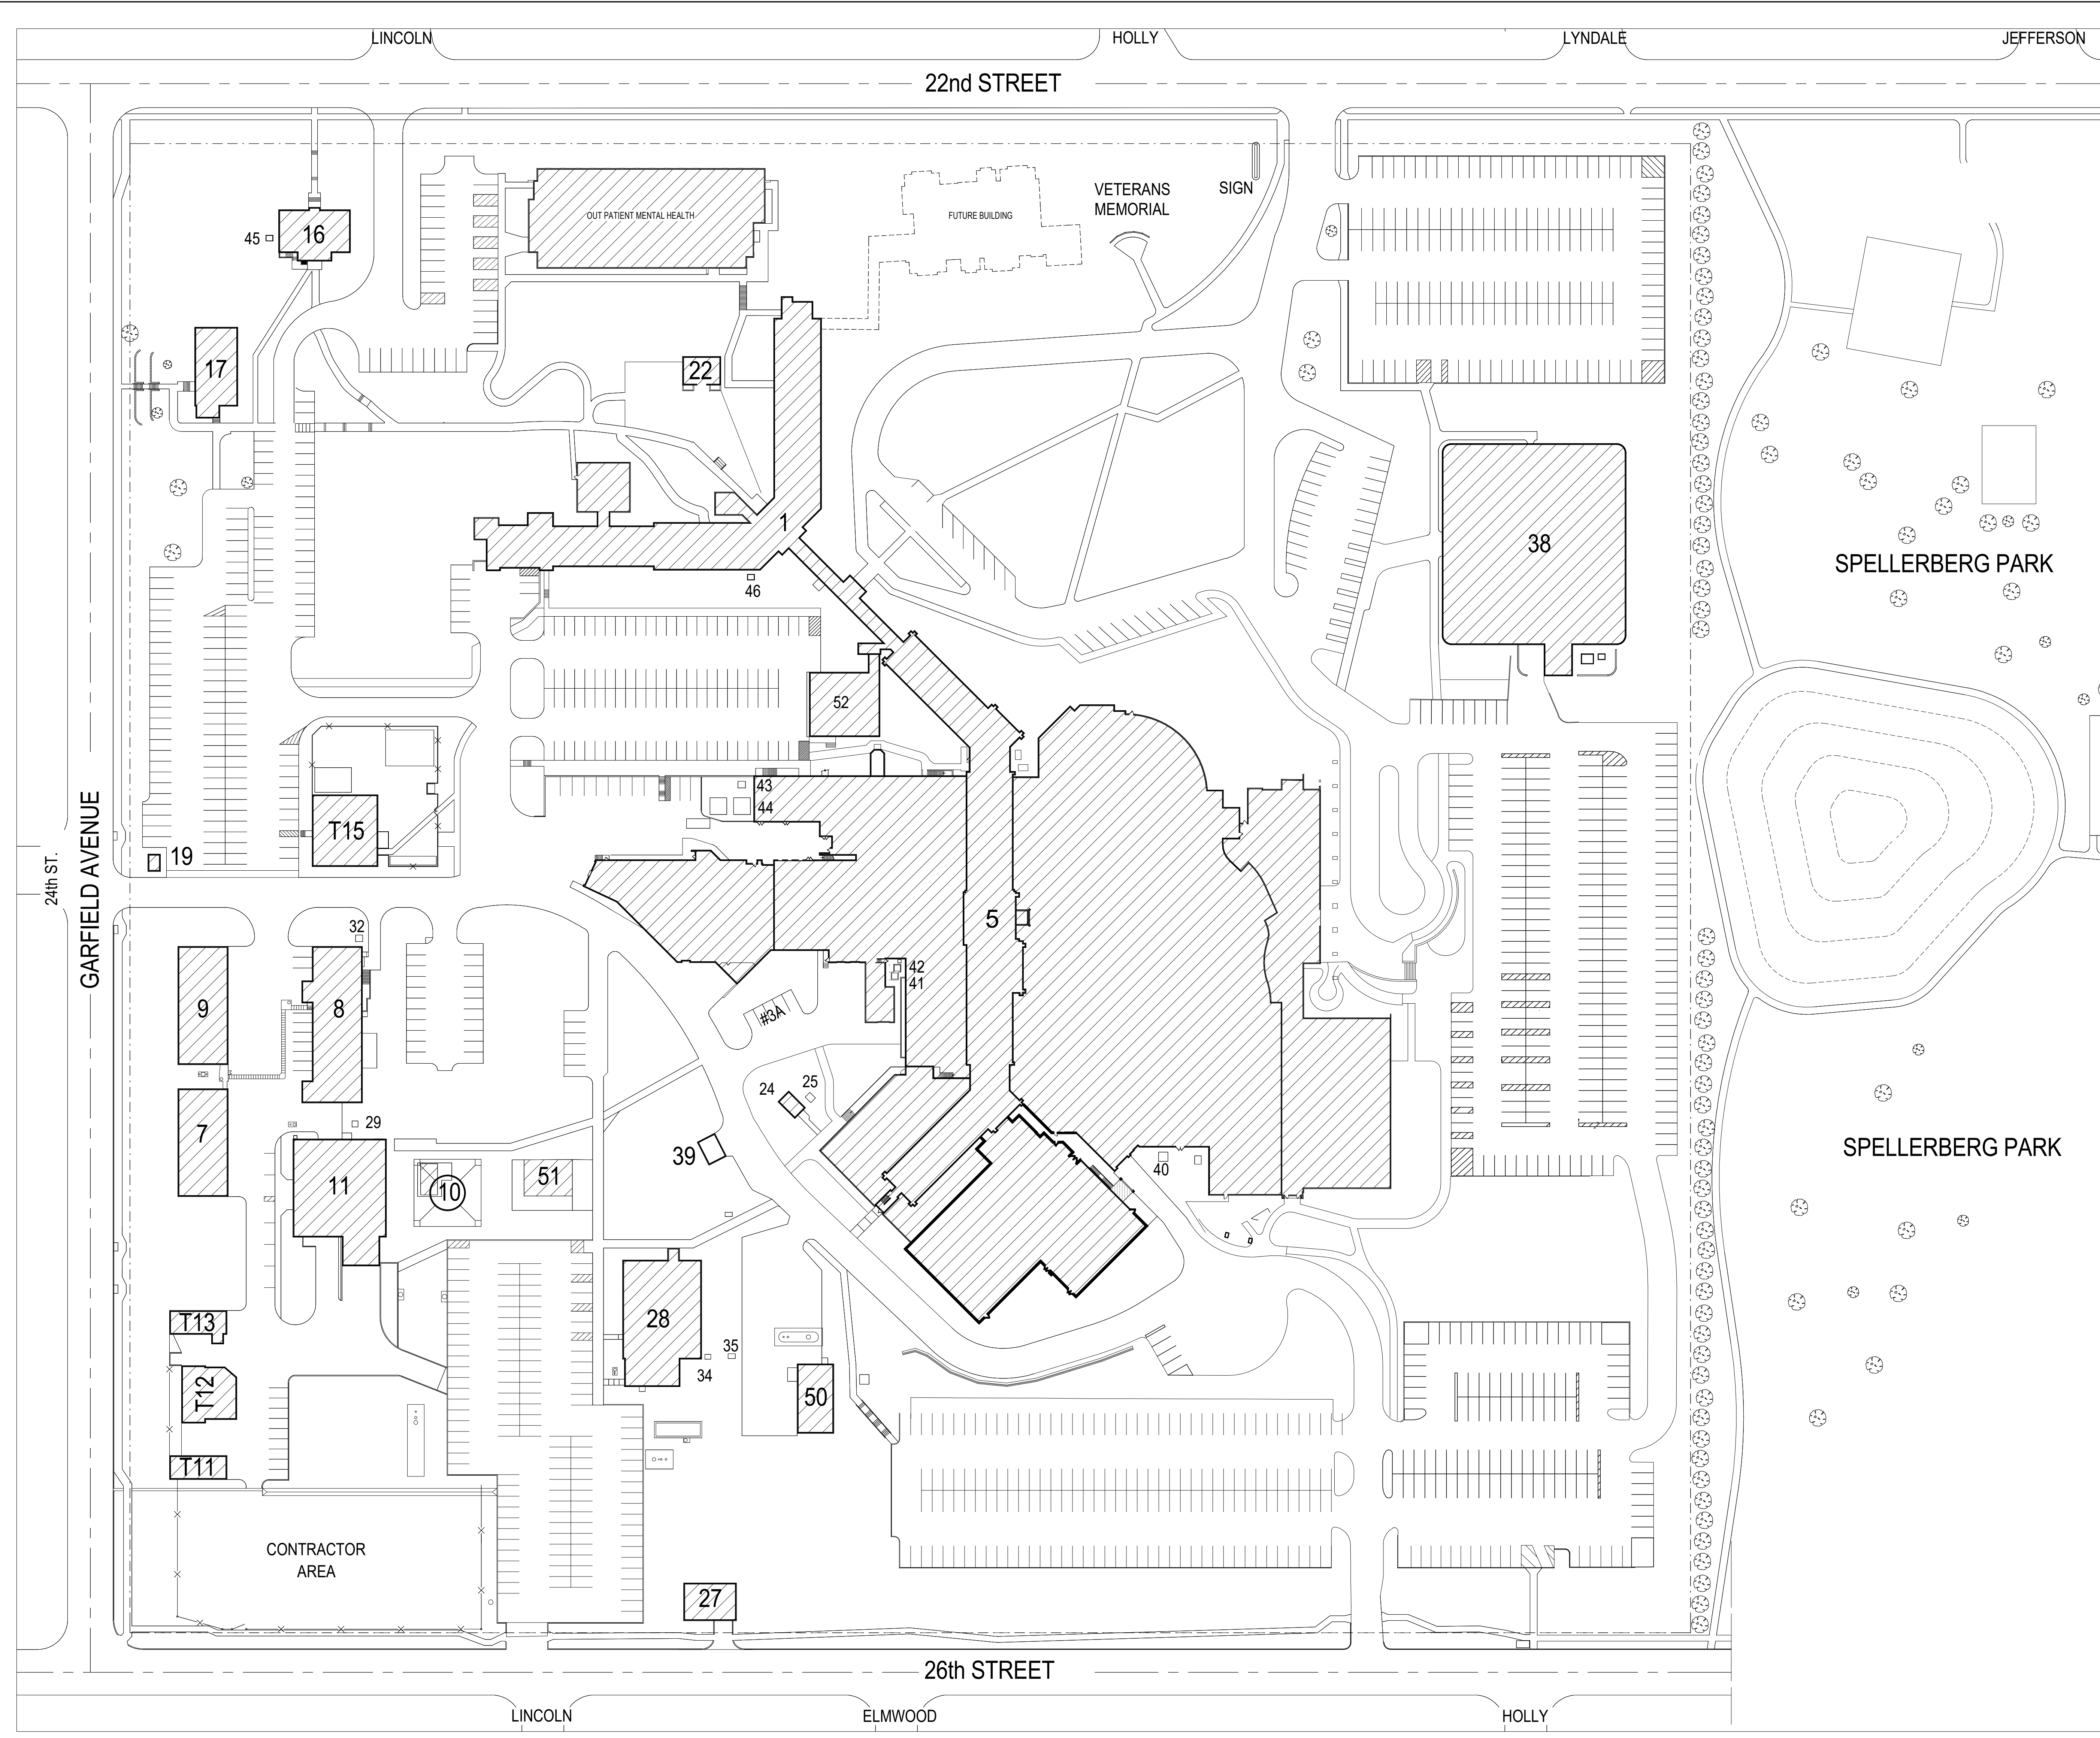 LINCOLN
HOLLY
LYNDALE
JEFFERSON
22nd STREET
VETERANS
MEMORIAL
SIGN
OUT PATIENT MENTAL HEALTH
FUTURE BUILDING
45
16
17
22
1
38
46
SPELLERBERG PARK
52
43
44
T15
19
24th ST.
GARFIELD AVENUE
5
32
42
41
9
8
#3A
24
25
29
7
39
40
SPELLERBERG PARK
11
10
51
T13
28
35
34
T12
50
T11
CONTRACTOR
AREA
27
26th STREET
LINCOLN
ELMWOOD
HOLLY